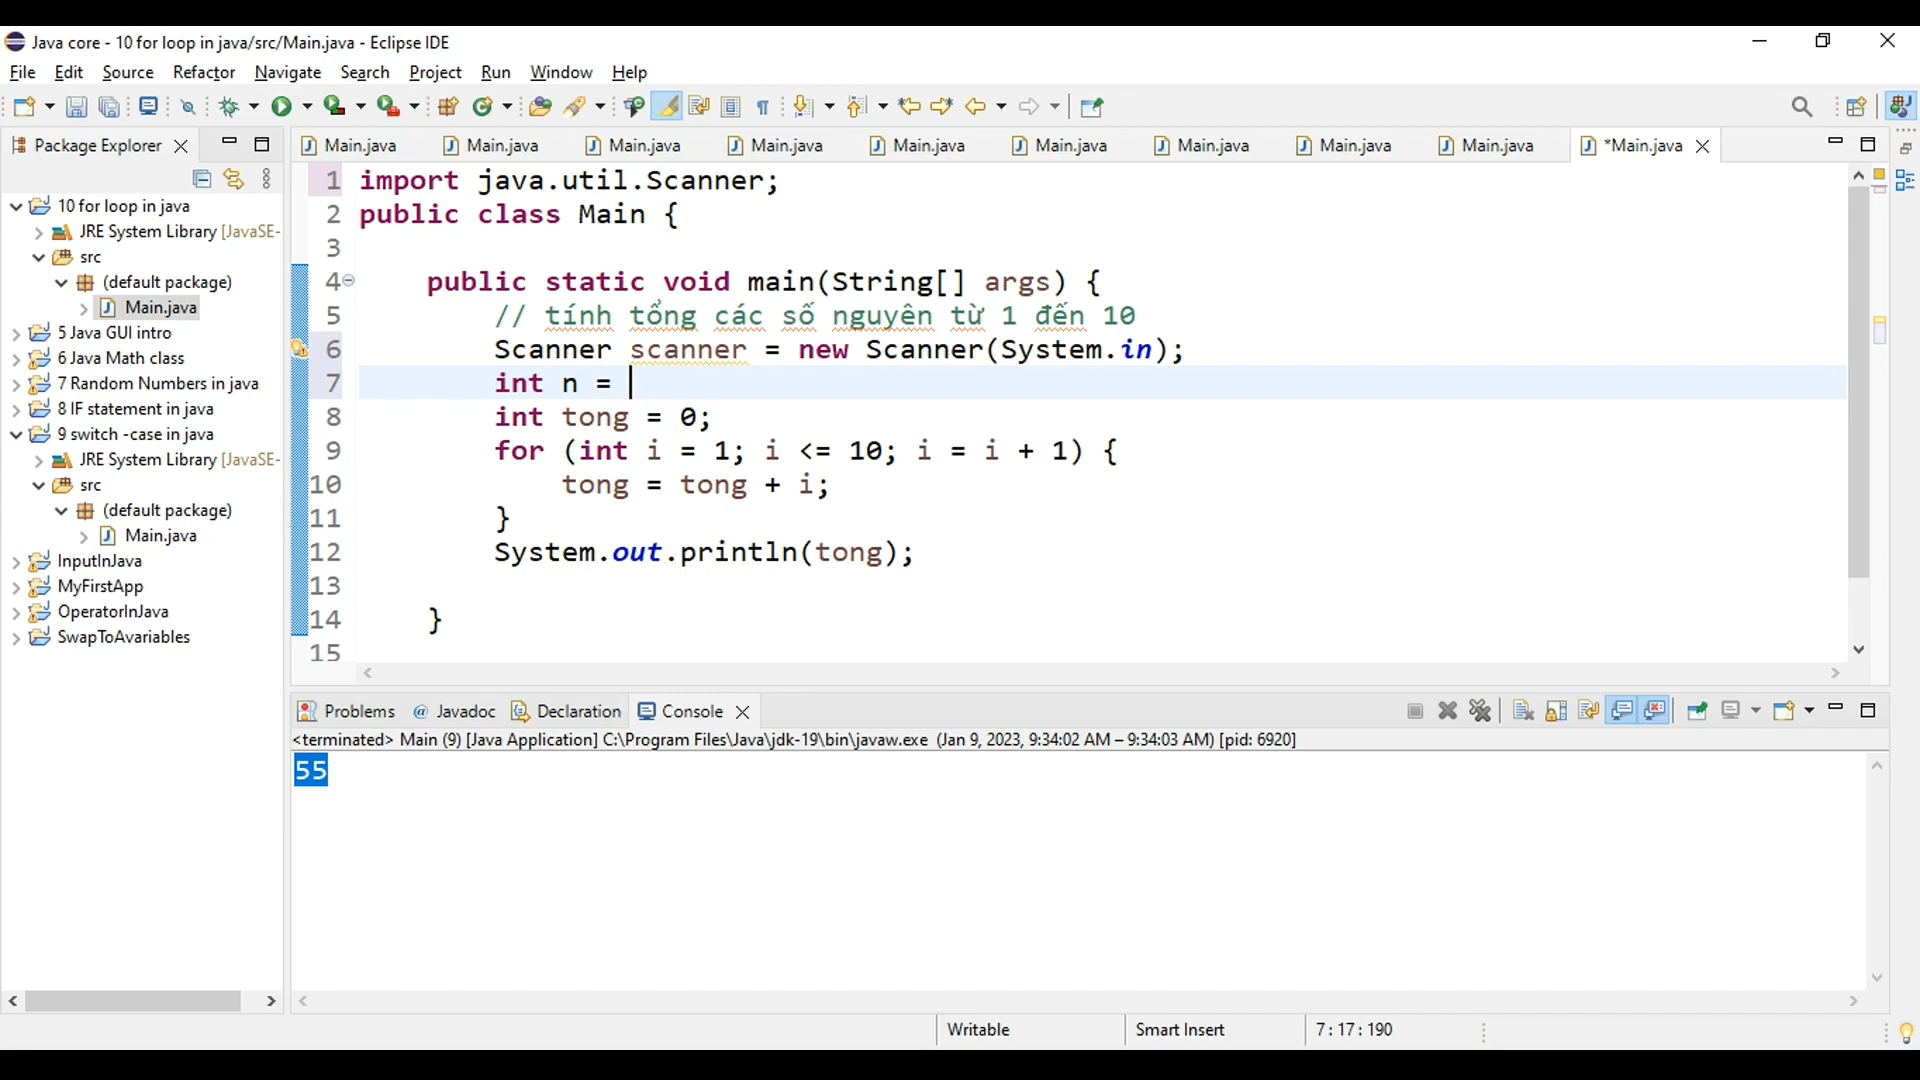 Java core - 10 for loop in java/src/Main.java - Eclipse IDE
File Edit Source Refactor Navigate Search Project Run Window Help
Package Explorer
Main.java Main.java Main.java Main.java Main.java Main.java Main.java Main.java Main.java *Main.java
10 for loop in java
JRE System Library [JavaSE-
src
(default package)
Main.java
5 Java GUI intro
6 Java Math class
7 Random Numbers in java
8 IF statement in java
9 switch -case in java
JRE System Library [JavaSE-
src
(default package)
Main.java
InputInJava
MyFirstApp
OperatorInJava
SwapToAvariables
1 import java.util.Scanner;
2 public class Main {
3
4 public static void main(String[] args) {
5 // tính tổng các số nguyên từ 1 đến 10
6 Scanner scanner = new Scanner(System.in);
7 int n =
8 int tong = 0;
9 for (int i = 1; i <= 10; i = i + 1) {
10 tong = tong + i;
11 }
12 System.out.println(tong);
13
14 }
15
Problems @ Javadoc Declaration Console
<terminated> Main (9) [Java Application] C:\Program Files\Java\jdk-19\bin\javaw.exe (Jan 9, 2023, 9:34:02 AM – 9:34:03 AM) [pid: 6920]
55
Writable Smart Insert 7 : 17 : 190